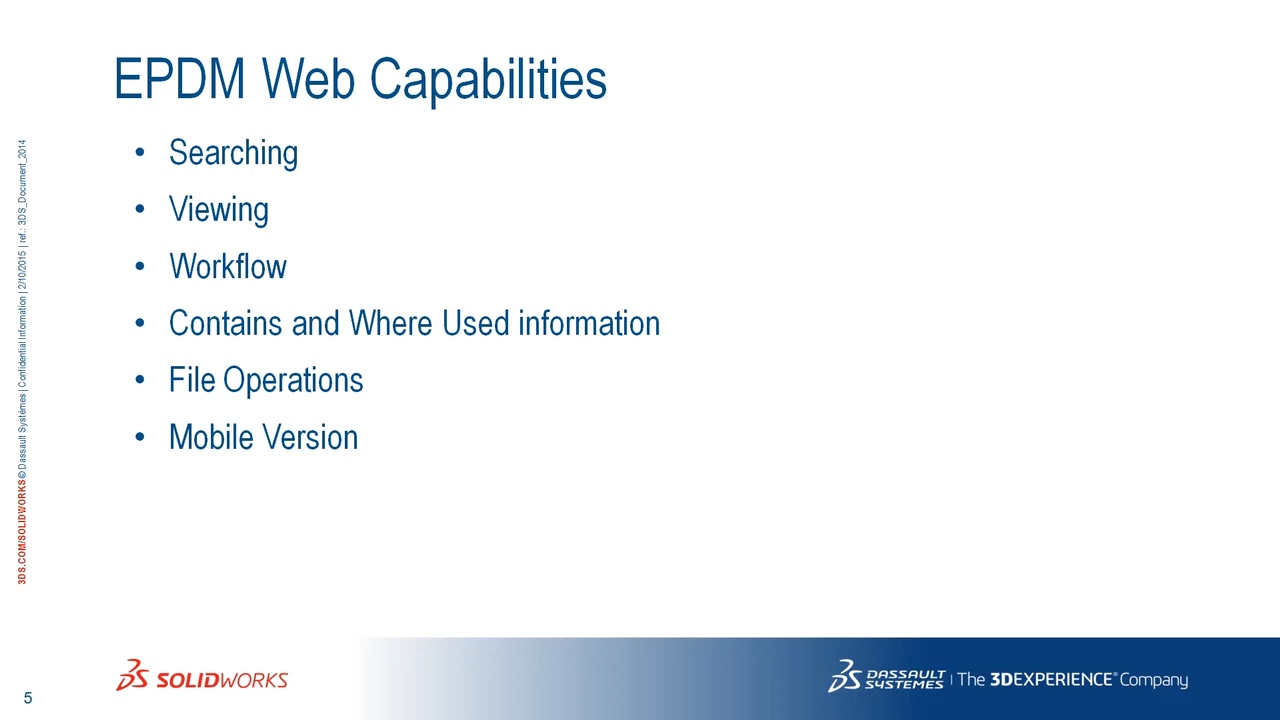 EPDM Web Capabilities
• Searching
• Viewing
• Workflow
• Contains and Where Used information
• File Operations
• Mobile Version
3DS.COM/SOLIDWORKS © Dassault Systèmes | Confidential Information | 2/10/2015 | ref.: 3DS_Document_2014
SOLIDWORKS
DASSAULT SYSTEMES | The 3DEXPERIENCE® Company
5